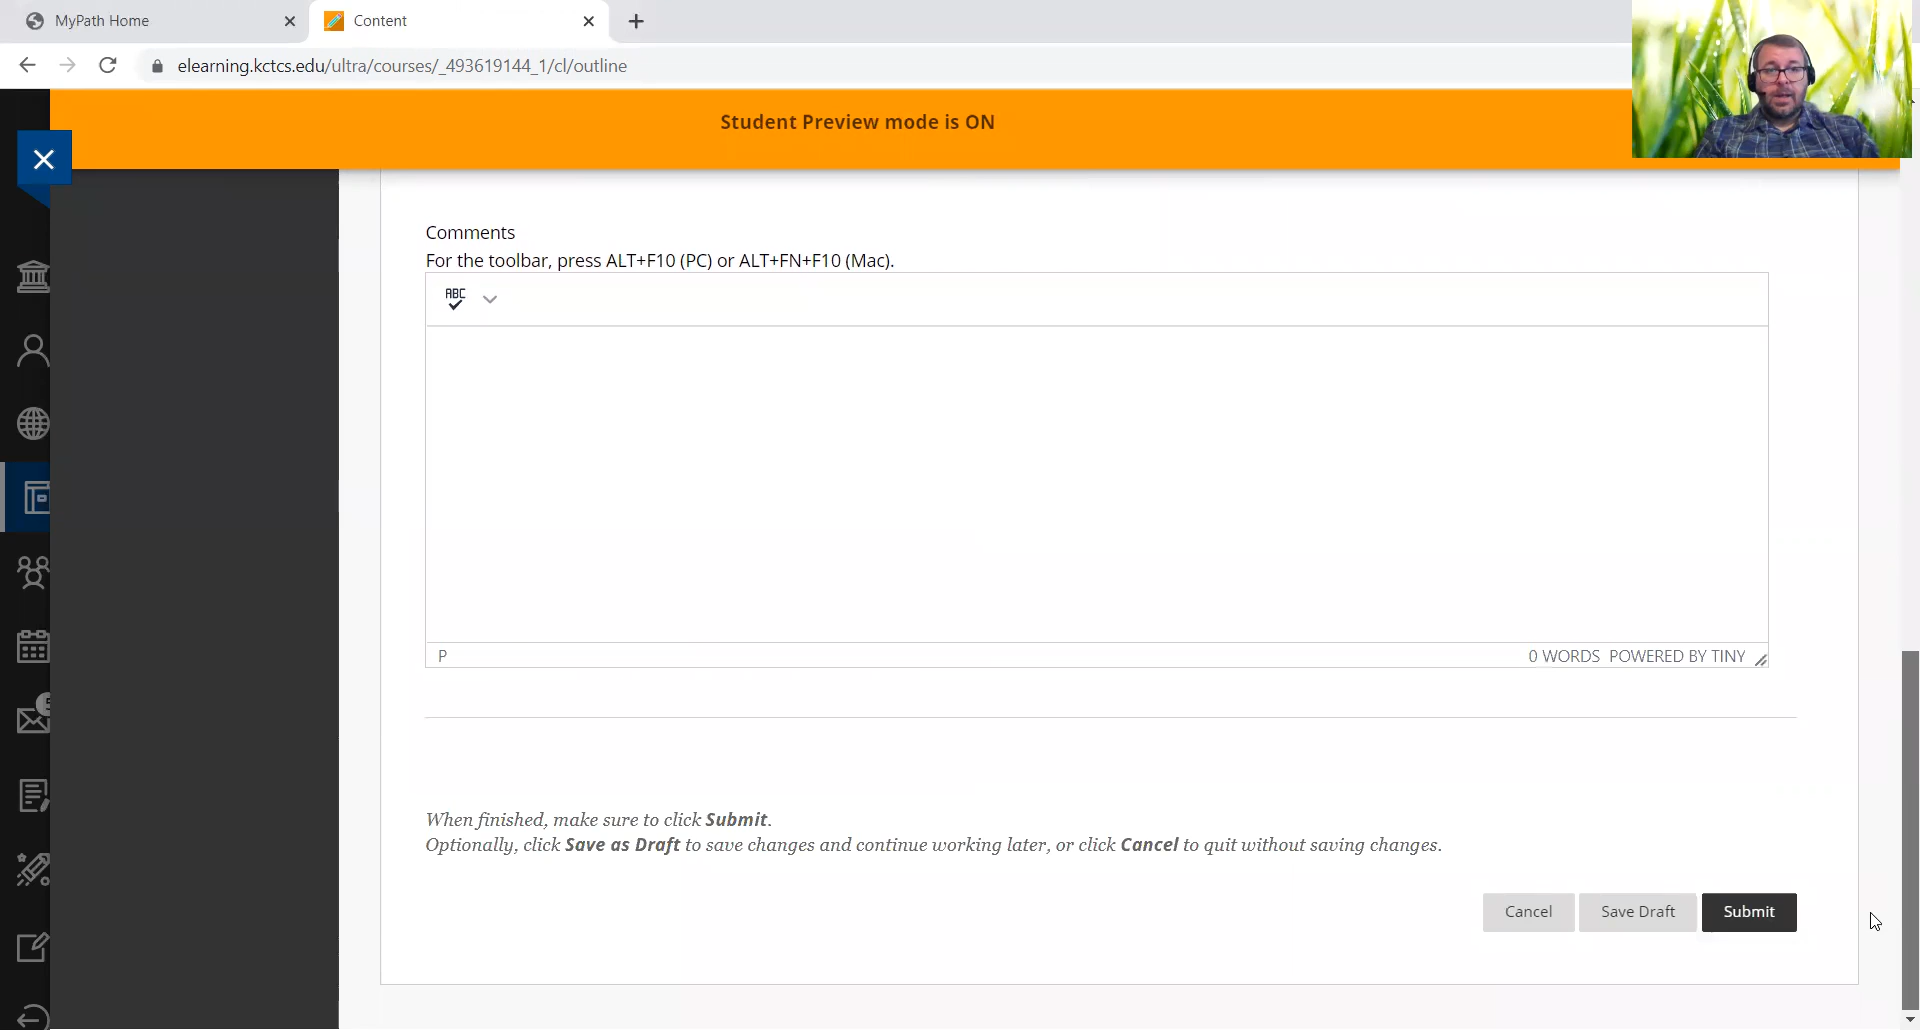 MyPath Home
Content
elearning.kctcs.edu/ultra/courses/_493619144_1/cl/outline
Student Preview mode is ON
Comments
For the toolbar, press ALT+F10 (PC) or ALT+FN+F10 (Mac).
ABC
P
0 WORDS POWERED BY TINY
When finished, make sure to click Submit.
Optionally, click Save as Draft to save changes and continue working later, or click Cancel to quit without saving changes.
Cancel
Save Draft
Submit